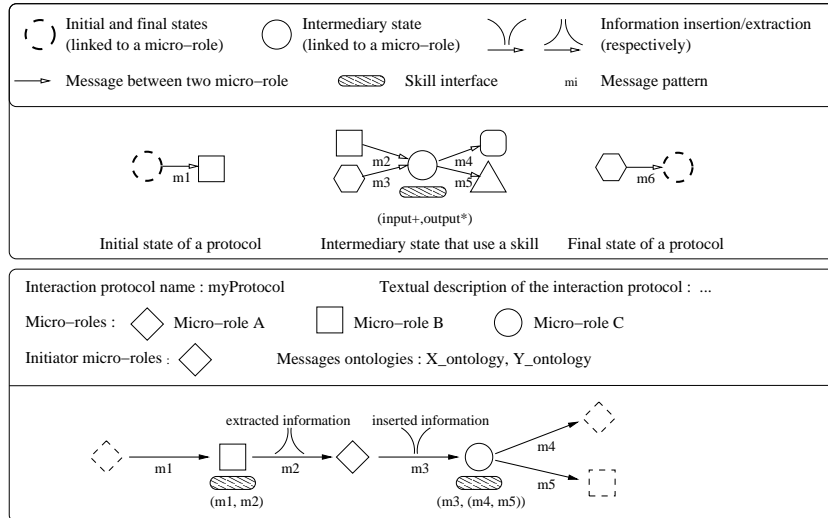 Initial and final states
(linked to a micro−role)
Intermediary state
(linked to a micro−role)
Information insertion/extraction
(respectively)
Message between two micro−role
Skill interface
mi
Message pattern
m1
m2
m3
m4
m5
m6
(input+,output*)
Initial state of a protocol
Intermediary state that use a skill
Final state of a protocol
Interaction protocol name : myProtocol
Textual description of the interaction protocol : ...
Micro−roles :
Micro−role A
Micro−role B
Micro−role C
Initiator micro−roles :
Messages ontologies : X_ontology, Y_ontology
extracted information
inserted information
m1
m2
m3
m4
m5
(m1, m2)
(m3, (m4, m5))